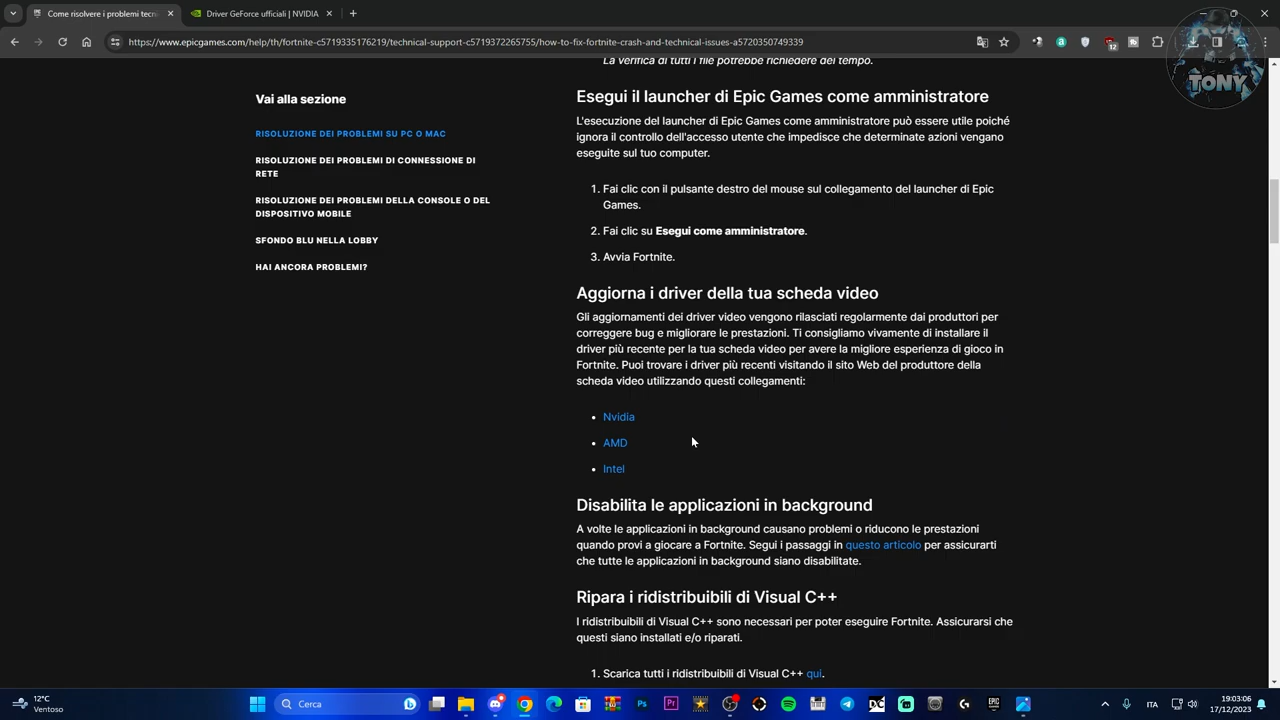 Come risolvere i problemi tecni
Driver GeForce ufficiali | NVIDIA
https://www.epicgames.com/help/th/fortnite-c5719335176219/technical-support-c5719372265755/how-to-fix-fortnite-crash-and-technical-issues-a5720350749339
12
TONY
La verifica di tutti i file potrebbe richiedere del tempo.
Vai alla sezione
RISOLUZIONE DEI PROBLEMI SU PC O MAC
RISOLUZIONE DEI PROBLEMI DI CONNESSIONE DI
RETE
RISOLUZIONE DEI PROBLEMI DELLA CONSOLE O DEL
DISPOSITIVO MOBILE
SFONDO BLU NELLA LOBBY
HAI ANCORA PROBLEMI?
Esegui il launcher di Epic Games come amministratore
L'esecuzione del launcher di Epic Games come amministratore può essere utile poiché
ignora il controllo dell'accesso utente che impedisce che determinate azioni vengano
eseguite sul tuo computer.
1. Fai clic con il pulsante destro del mouse sul collegamento del launcher di Epic
Games.
2. Fai clic su Esegui come amministratore.
3. Avvia Fortnite.
Aggiorna i driver della tua scheda video
Gli aggiornamenti dei driver video vengono rilasciati regolarmente dai produttori per
correggere bug e migliorare le prestazioni. Ti consigliamo vivamente di installare il
driver più recente per la tua scheda video per avere la migliore esperienza di gioco in
Fortnite. Puoi trovare i driver più recenti visitando il sito Web del produttore della
scheda video utilizzando questi collegamenti:
• Nvidia
• AMD
• Intel
Disabilita le applicazioni in background
A volte le applicazioni in background causano problemi o riducono le prestazioni
quando provi a giocare a Fortnite. Segui i passaggi in questo articolo per assicurarti
che tutte le applicazioni in background siano disabilitate.
Ripara i ridistribuibili di Visual C++
I ridistribuibili di Visual C++ sono necessari per poter eseguire Fortnite. Assicurarsi che
questi siano installati e/o riparati.
1. Scarica tutti i ridistribuibili di Visual C++ qui.
12°C
Ventoso
Cerca
Ps
Pr
DC
EPIC
ITA
19:03:06
17/12/2023